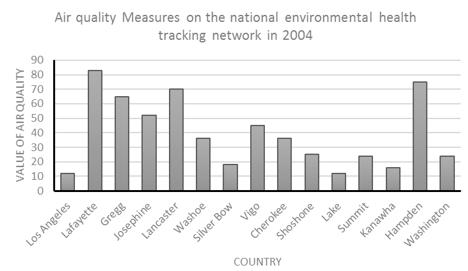 Air quality Measures on the national environmental health
tracking network in 2004
VALUE OF AIR QUALITY
90
80
70
60
50
40
30
20
10
0
Los Angeles
Lafayette
Gregg
Josephine
Lancaster
Washoe
Silver Bow
Vigo
Cherokee
Shoshone
Lake
Summit
Kanawha
Hampden
Washington
COUNTRY